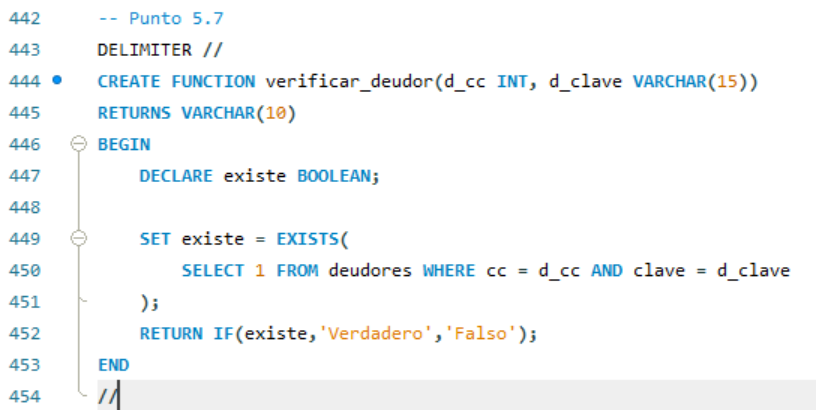 442 -- Punto 5.7
443 DELIMITER //
444 CREATE FUNCTION verificar_deudor(d_cc INT, d_clave VARCHAR(15))
445 RETURNS VARCHAR(10)
446 BEGIN
447 DECLARE existe BOOLEAN;
448
449 SET existe = EXISTS(
450 SELECT 1 FROM deudores WHERE cc = d_cc AND clave = d_clave
451 );
452 RETURN IF(existe,'Verdadero','Falso');
453 END
454 //